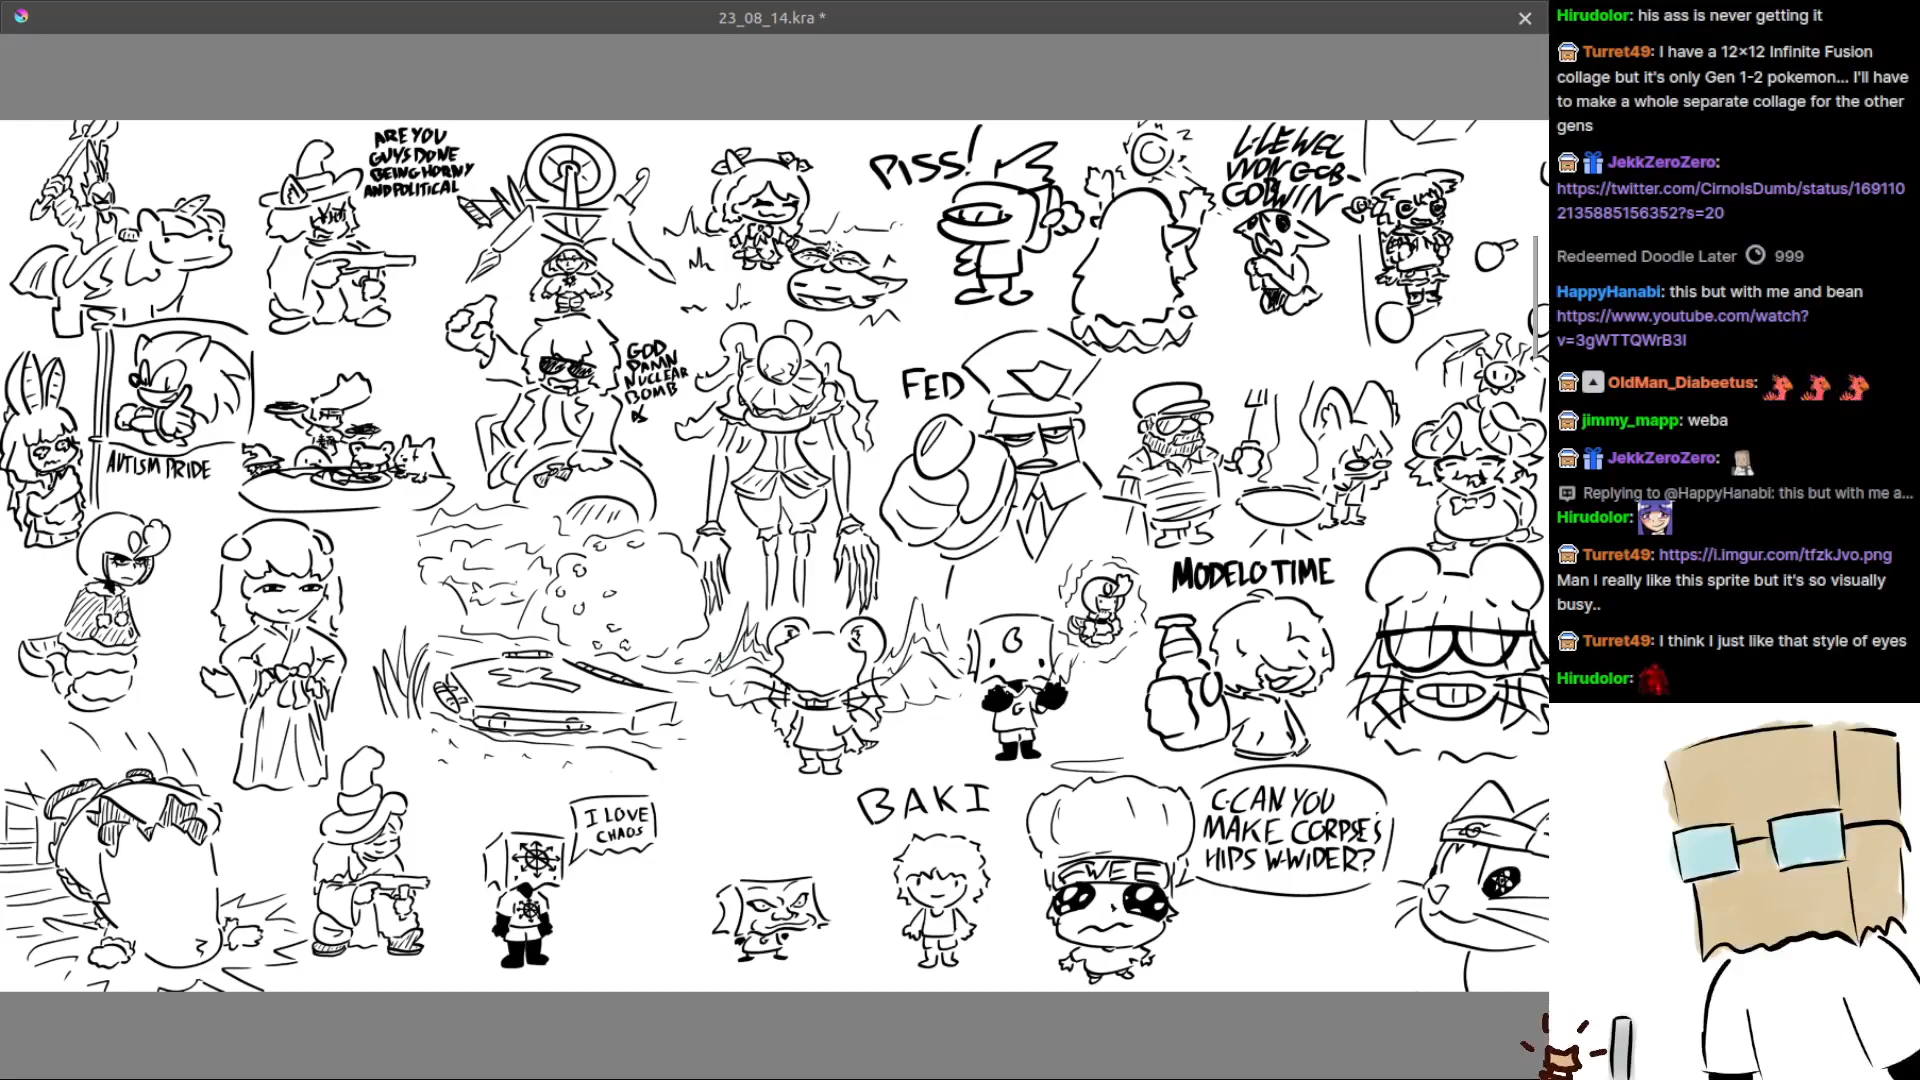 23_08_14.kra *
ARE YOU
GUYS DONE
BEING HORNY
AND POLITICAL
PISS!
L-LEWEL
WON GOB-
GOBWIN
AUTISM PRIDE
GOD
DAMN
NUCLEAR
BOMB
FED
MODELO TIME
G
I LOVE
CHAOS
BAKI
EWEE
C-CAN YOU
MAKE CORPSE'S
HIPS W-WIDER?
Hirudolor: his ass is never getting it
Turret49: I have a 12×12 Infinite Fusion
collage but it's only Gen 1-2 pokemon... I'll have
to make a whole separate collage for the other
gens
JekkZeroZero:
https://twitter.com/CirnoIsDumb/status/169110
2135885156352?s=20
Redeemed Doodle Later 999
HappyHanabi: this but with me and bean
https://www.youtube.com/watch?
v=3gWTTQWrB3I
OldMan_Diabeetus:
jimmy_mapp: weba
JekkZeroZero:
Replying to @HappyHanabi: this but with me a...
Hirudolor:
Turret49: https://i.imgur.com/tfzkJvo.png
Man I really like this sprite but it's so visually
busy..
Turret49: I think I just like that style of eyes
Hirudolor: